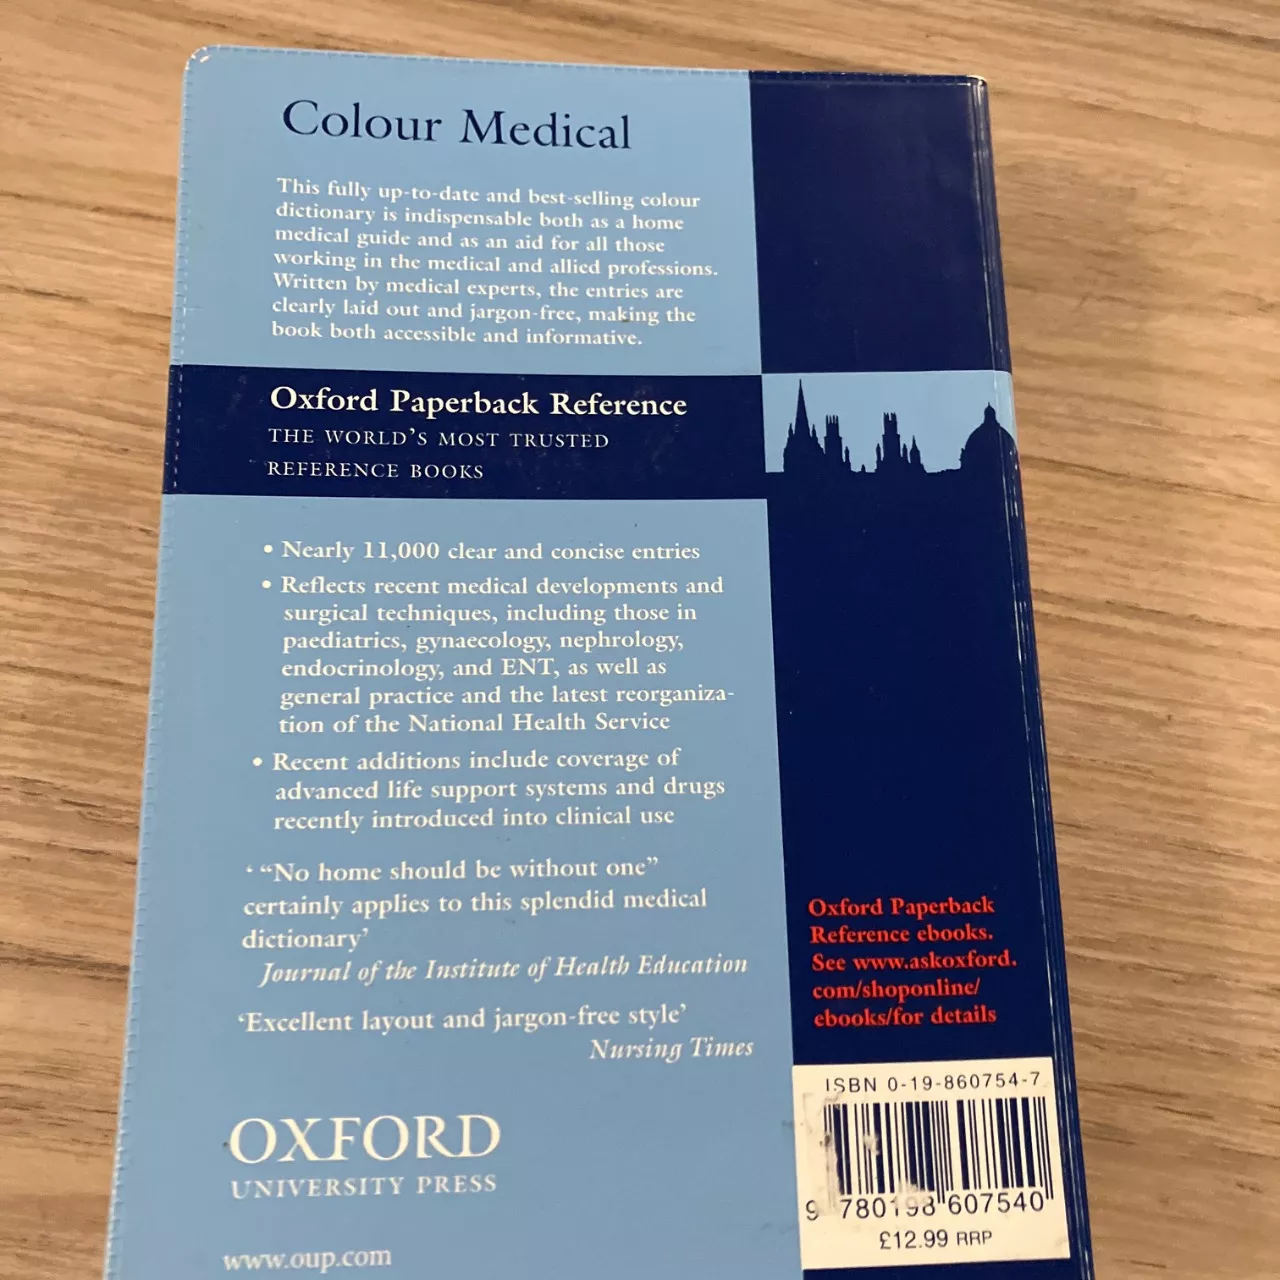 Colour Medical
This fully up-to-date and best-selling colour
dictionary is indispensable both as a home
medical guide and as an aid for all those
working in the medical and allied professions.
Written by medical experts, the entries are
clearly laid out and jargon-free, making the
book both accessible and informative.
Oxford Paperback Reference
THE WORLD'S MOST TRUSTED
REFERENCE BOOKS
• Nearly 11,000 clear and concise entries
• Reflects recent medical developments and
surgical techniques, including those in
paediatrics, gynaecology, nephrology,
endocrinology, and ENT, as well as
general practice and the latest reorganiza-
tion of the National Health Service
• Recent additions include coverage of
advanced life support systems and drugs
recently introduced into clinical use
‘ “No home should be without one”
certainly applies to this splendid medical
dictionary’
Journal of the Institute of Health Education
‘Excellent layout and jargon-free style’
Nursing Times
OXFORD
UNIVERSITY PRESS
www.oup.com
Oxford Paperback
Reference ebooks.
See www.askoxford.
com/shoponline/
ebooks/for details
ISBN 0-19-860754-7
9 780198 607540
£12.99 RRP